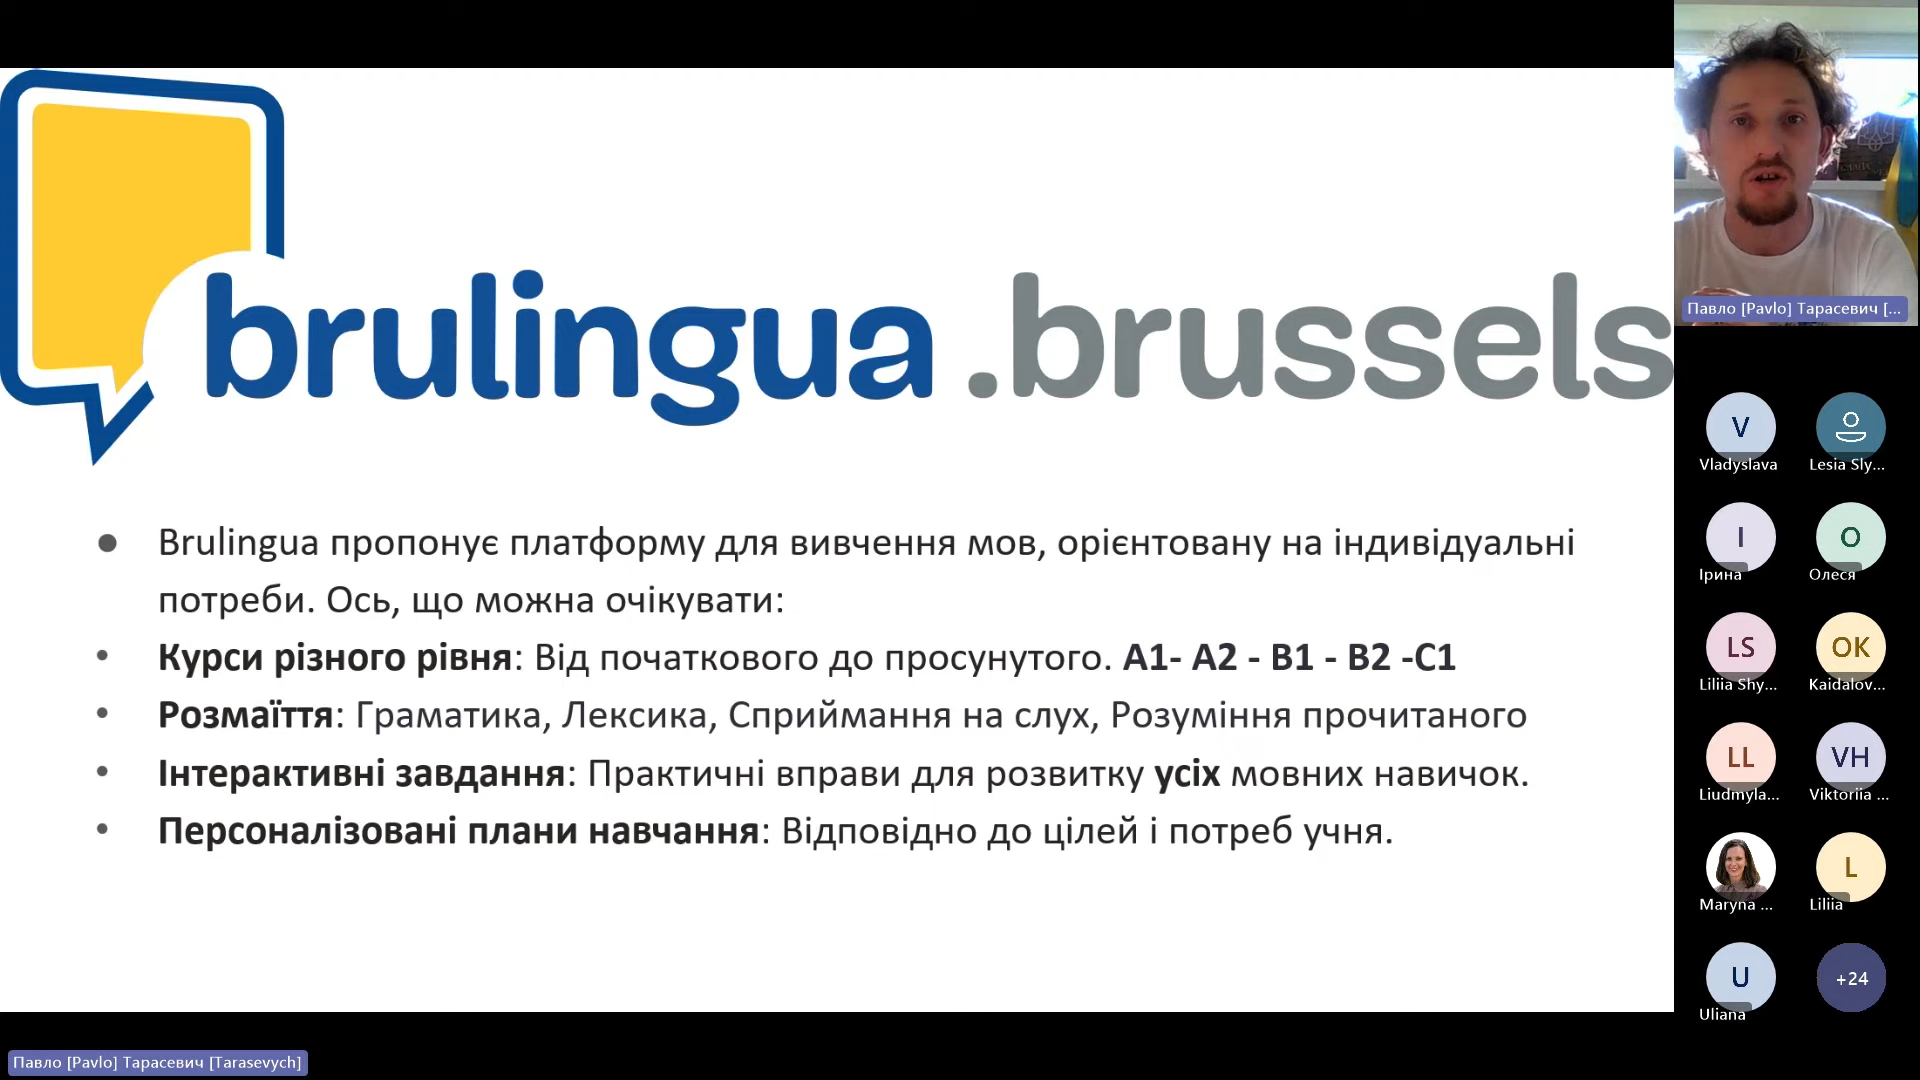 brulingua .brussels
● Brulingua пропонує платформу для вивчення мов, орієнтовану на індивідуальні
потреби. Ось, що можна очікувати:
• Курси різного рівня: Від початкового до просунутого. A1- A2 - B1 - B2 -C1
• Розмаїття: Граматика, Лексика, Сприймання на слух, Розуміння прочитаного
• Інтерактивні завдання: Практичні вправи для розвитку усіх мовних навичок.
• Персоналізовані плани навчання: Відповідно до цілей і потреб учня.
Павло [Pavlo] Тарасевич [...
V
Vladyslava
Lesia Sly...
I
Ірина
О
Олеся
LS
Liliia Shy...
OK
Kaidalov...
LL
Liudmyla...
VH
Viktoriia ...
Maryna ...
L
Liliia
U
Uliana
+24
Павло [Pavlo] Тарасевич [Tarasevych]